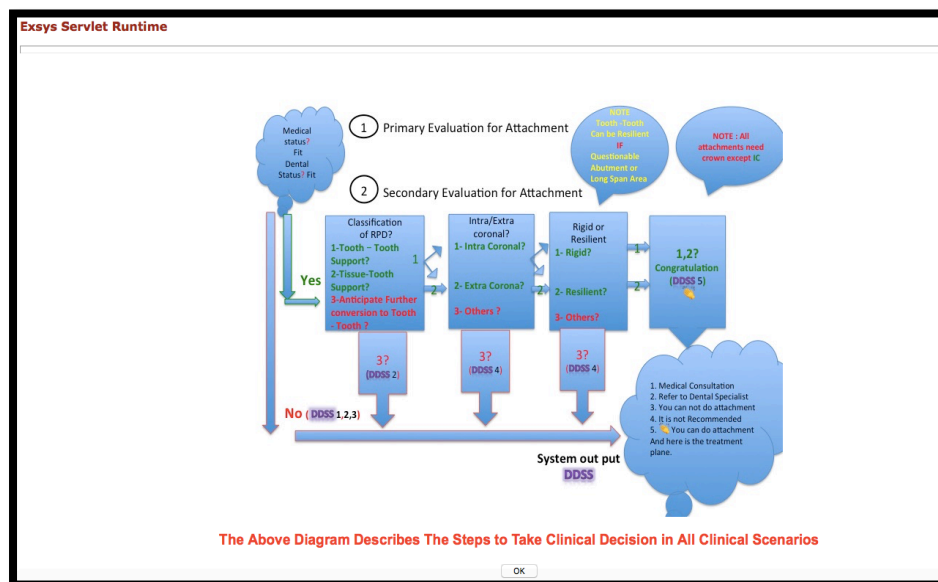 Exsys Servlet Runtime
Medical
status?
Fit
Dental
Status? Fit
1 Primary Evaluation for Attachment
2 Secondary Evaluation for Attachment
NOTE
Tooth -Tooth
Can be Resilient
IF
Questionable
Abutment or
Long Span Area
NOTE : All
attachments need
crown except IC
Yes
Classification
of RPD?
1-Tooth – Tooth
Support?
2-Tissue-Tooth
Support?
3-Anticipate Further
conversion to Tooth
- Tooth ?
1
2
Intra/Extra
coronal?
1- Intra Coronal?
2- Extra Corona?
3- Others ?
2
Rigid or
Resilient
1- Rigid?
2- Resilient?
3- Others?
1
2
1,2?
Congratulation
(DDSS 5)
3?
(DDSS 2)
3?
(DDSS 4)
3?
(DDSS 4)
No ( DDSS 1,2,3)
System out put
DDSS
1. Medical Consultation
2. Refer to Dental Specialist
3. You can not do attachment
4. It is not Recommended
5. You can do attachment
And here is the treatment
plane.
The Above Diagram Describes The Steps to Take Clinical Decision in All Clinical Scenarios
OK